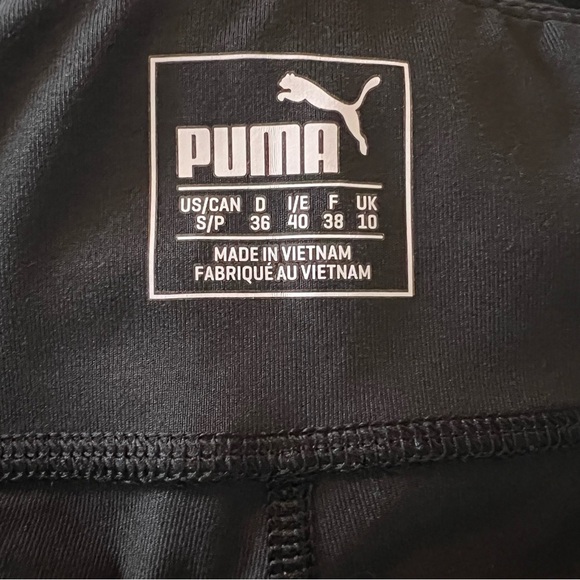 PUMA
US/CAN D I/E F UK
S/P 36 40 38 10
MADE IN VIETNAM
FABRIQUÉ AU VIETNAM